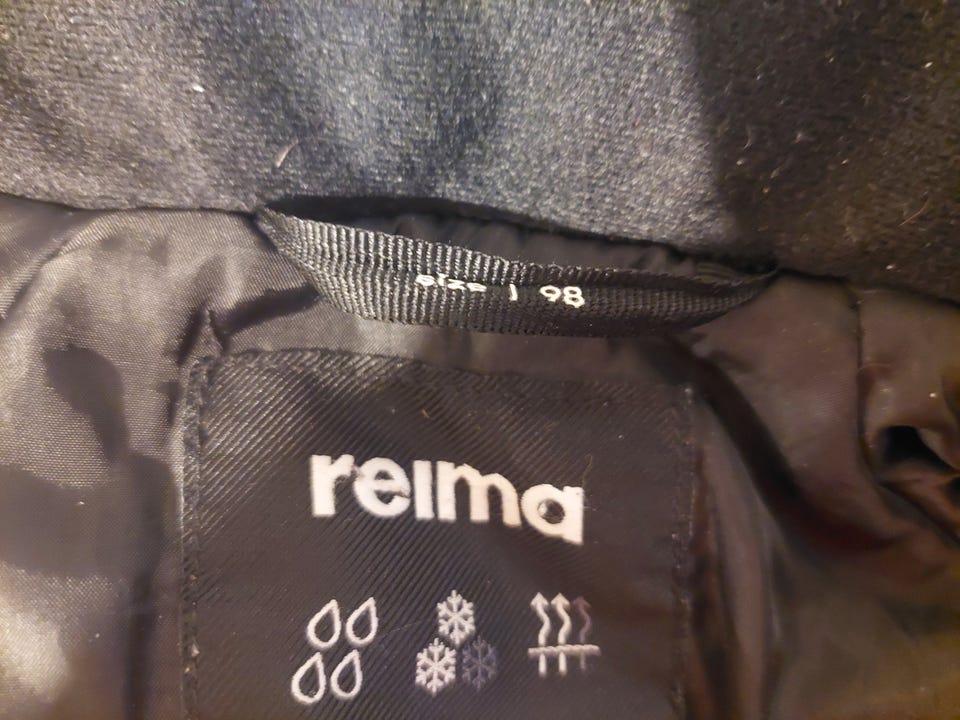 size | 98
reima